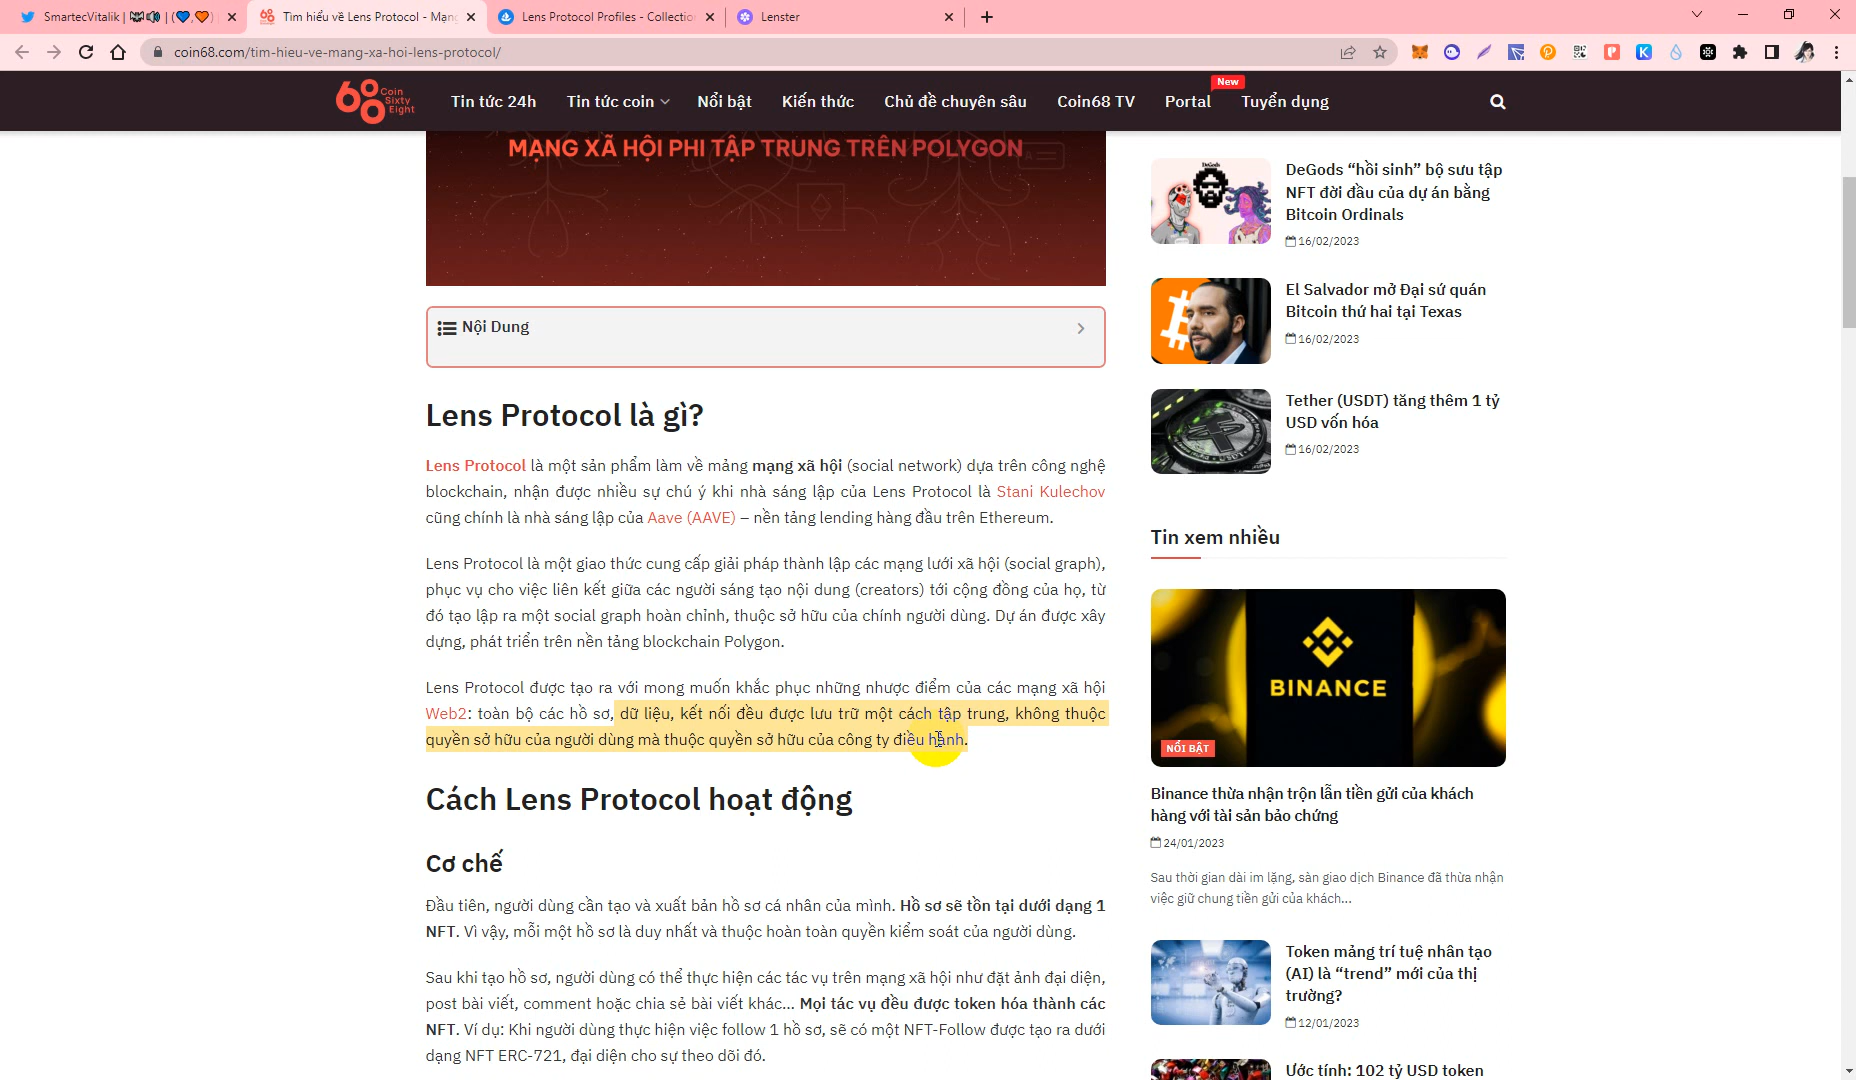 SmartecVitalik |
Tìm hiểu về Lens Protocol - Mạng
Lens Protocol Profiles - Collection
Lenster
coin68.com/tim-hieu-ve-mang-xa-hoi-lens-protocol/
68 Coin Sixty Eight
Tin tức 24h
Tin tức coin
Nổi bật
Kiến thức
Chủ đề chuyên sâu
Coin68 TV
Portal
New
Tuyển dụng
MẠNG XÃ HỘI PHI TẬP TRUNG TRÊN POLYGON
Nội Dung
Lens Protocol là gì?
Lens Protocol là một sản phẩm làm về mảng mạng xã hội (social network) dựa trên công nghệ
blockchain, nhận được nhiều sự chú ý khi nhà sáng lập của Lens Protocol là Stani Kulechov
cũng chính là nhà sáng lập của Aave (AAVE) – nền tảng lending hàng đầu trên Ethereum.
Lens Protocol là một giao thức cung cấp giải pháp thành lập các mạng lưới xã hội (social graph),
phục vụ cho việc liên kết giữa các người sáng tạo nội dung (creators) tới cộng đồng của họ, từ
đó tạo lập ra một social graph hoàn chỉnh, thuộc sở hữu của chính người dùng. Dự án được xây
dựng, phát triển trên nền tảng blockchain Polygon.
Lens Protocol được tạo ra với mong muốn khắc phục những nhược điểm của các mạng xã hội
Web2: toàn bộ các hồ sơ, dữ liệu, kết nối đều được lưu trữ một cách tập trung, không thuộc
quyền sở hữu của người dùng mà thuộc quyền sở hữu của công ty điều hành.
Cách Lens Protocol hoạt động
Cơ chế
Đầu tiên, người dùng cần tạo và xuất bản hồ sơ cá nhân của mình. Hồ sơ sẽ tồn tại dưới dạng 1
NFT. Vì vậy, mỗi một hồ sơ là duy nhất và thuộc hoàn toàn quyền kiểm soát của người dùng.
Sau khi tạo hồ sơ, người dùng có thể thực hiện các tác vụ trên mạng xã hội như đặt ảnh đại diện,
post bài viết, comment hoặc chia sẻ bài viết khác... Mọi tác vụ đều được token hóa thành các
NFT. Ví dụ: Khi người dùng thực hiện việc follow 1 hồ sơ, sẽ có một NFT-Follow được tạo ra dưới
dạng NFT ERC-721, đại diện cho sự theo dõi đó.
DeGods “hồi sinh” bộ sưu tập
NFT đời đầu của dự án bằng
Bitcoin Ordinals
16/02/2023
El Salvador mở Đại sứ quán
Bitcoin thứ hai tại Texas
16/02/2023
Tether (USDT) tăng thêm 1 tỷ
USD vốn hóa
16/02/2023
Tin xem nhiều
BINANCE
NỔI BẬT
Binance thừa nhận trộn lẫn tiền gửi của khách
hàng với tài sản bảo chứng
24/01/2023
Sau thời gian dài im lặng, sàn giao dịch Binance đã thừa nhận
việc giữ chung tiền gửi của khách...
Token mảng trí tuệ nhân tạo
(AI) là “trend” mới của thị
trường?
12/01/2023
Ước tính: 102 tỷ USD token